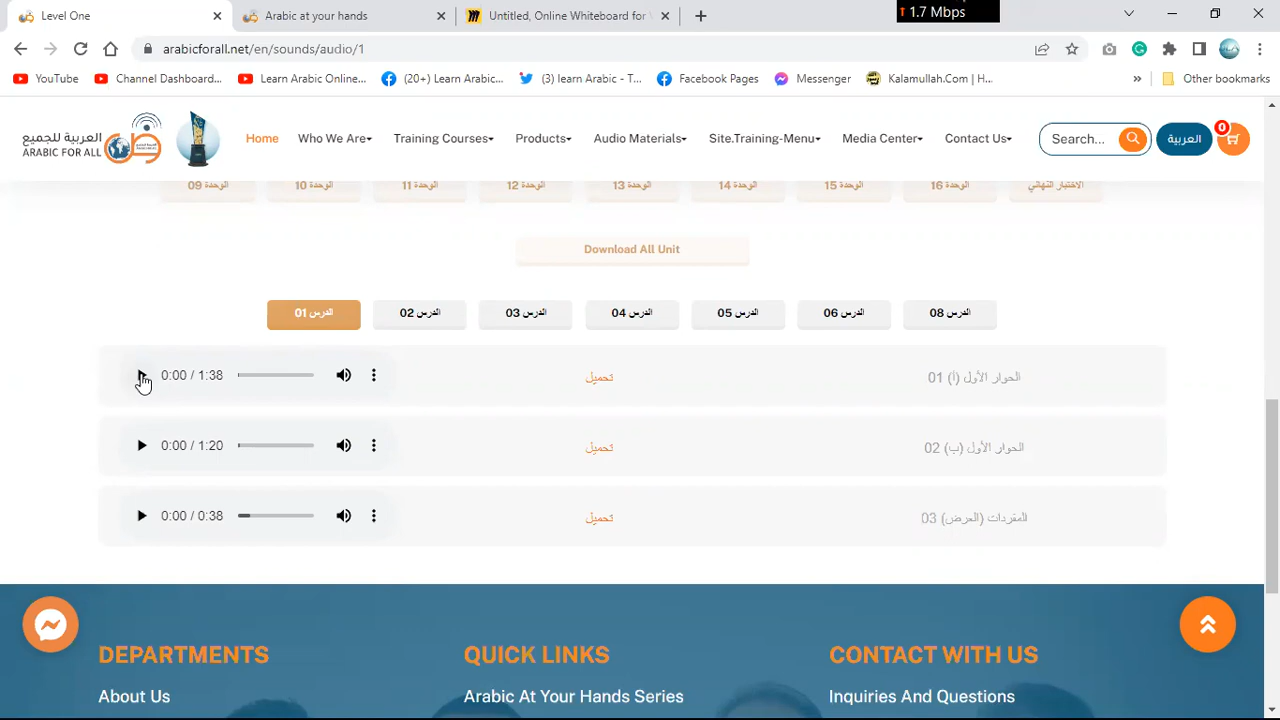 Level One
Arabic at your hands
Untitled, Online Whiteboard for
1.7 Mbps
arabicforall.net/en/sounds/audio/1
YouTube
Channel Dashboard...
Learn Arabic Online...
(20+) Learn Arabic...
(3) learn Arabic - T...
Facebook Pages
Messenger
Kalamullah.Com | H...
Other bookmarks
العربية للجميع
ARABIC FOR ALL
Home
Who We Are
Training Courses
Products
Audio Materials
Site.Training-Menu
Media Center
Contact Us
Search...
العربية
0
الوحدة 09
الوحدة 10
الوحدة 11
الوحدة 12
الوحدة 13
الوحدة 14
الوحدة 15
الوحدة 16
الاختبار النهائي
Download All Unit
الدرس 01
الدرس 02
الدرس 03
الدرس 04
الدرس 05
الدرس 06
الدرس 08
0:00 / 1:38
تحميل
الحوار الأول (أ) 01
0:00 / 1:20
تحميل
الحوار الأول (ب) 02
0:00 / 0:38
تحميل
المفردات (العرض) 03
DEPARTMENTS
QUICK LINKS
CONTACT WITH US
About Us
Arabic At Your Hands Series
Inquiries And Questions